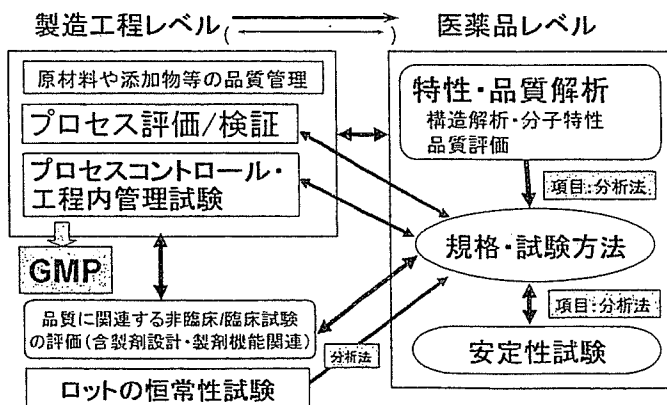 製造工程レベル
医薬品レベル
( )
原材料や添加物等の品質管理
プロセス評価/検証
プロセスコントロール・
工程内管理試験
GMP
品質に関連する非臨床/臨床試験
の評価(含製剤設計・製剤機能関連)
ロットの恒常性試験
分析法
特性・品質解析
構造解析・分子特性
品質評価
項目:分析法
規格・試験方法
項目:分析法
安定性試験